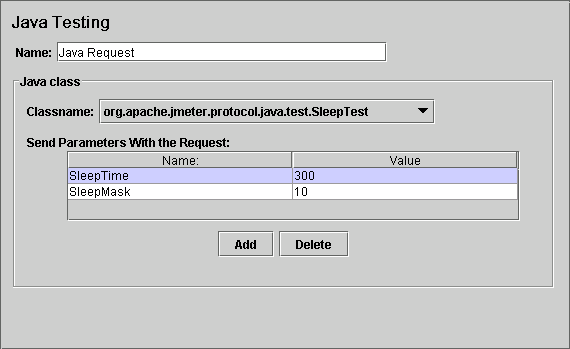 Java Testing
Name: Java Request
Java class
Classname: org.apache.jmeter.protocol.java.test.SleepTest
Send Parameters With the Request:
Name: Value
SleepTime 300
SleepMask 10
Add Delete